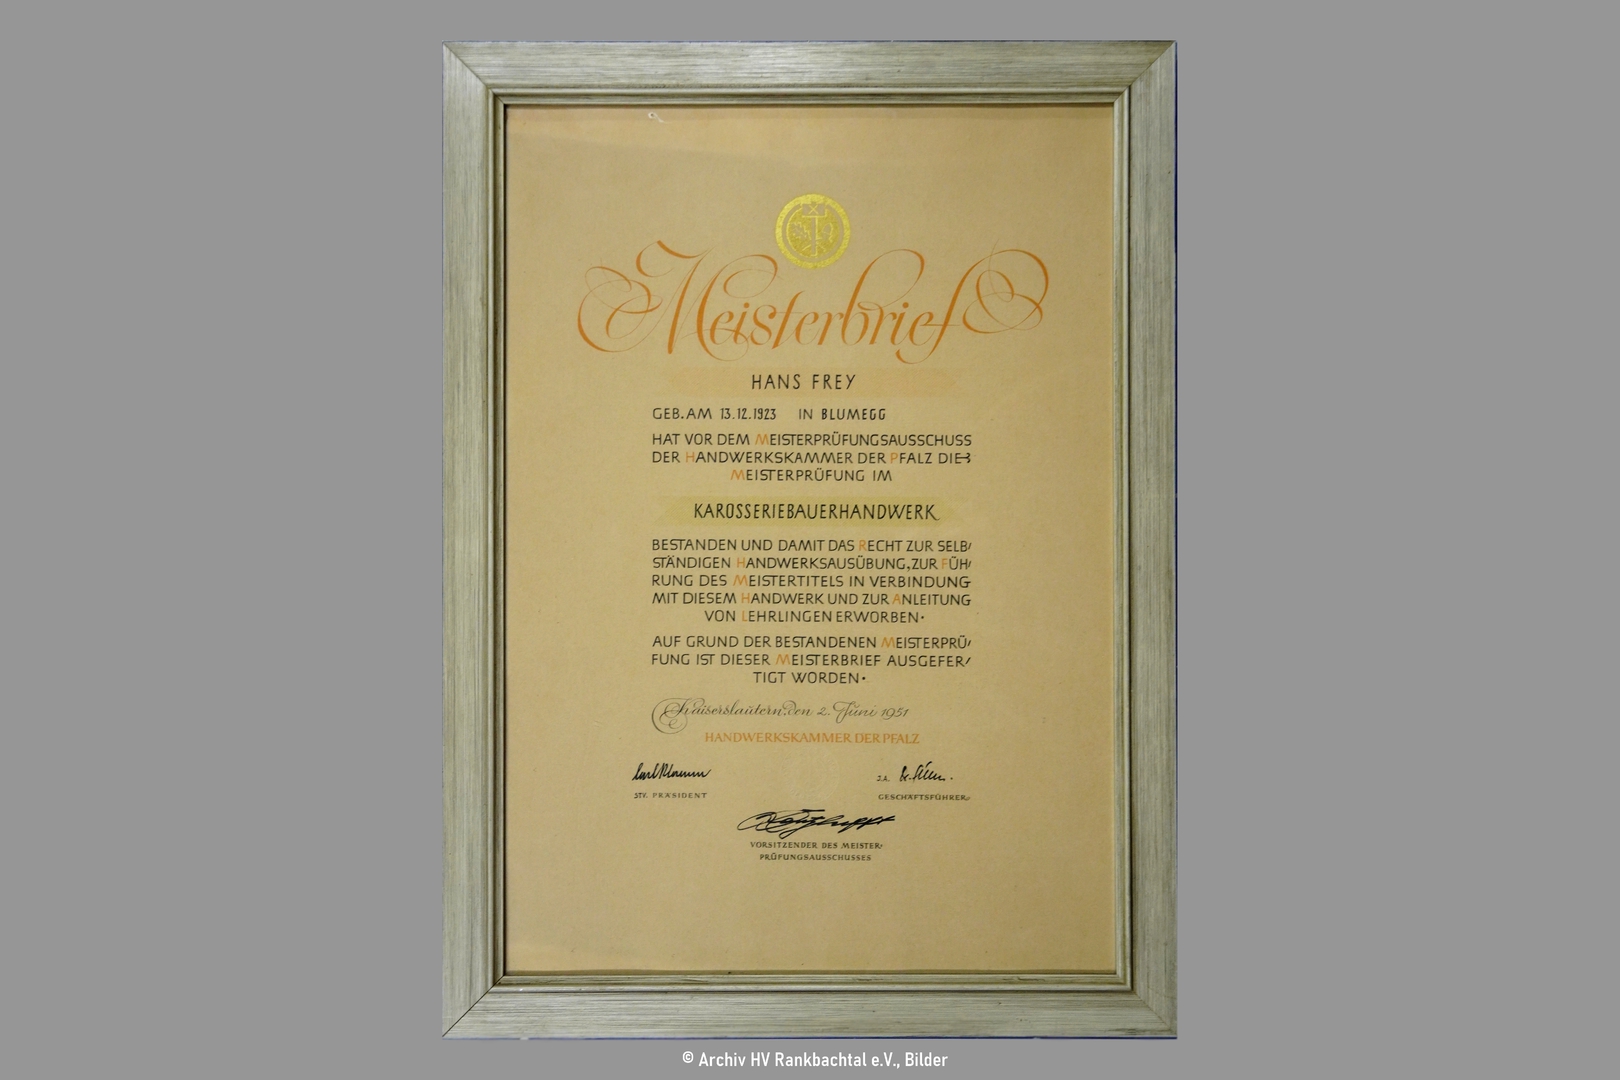 Meisterbrief
HANS FREY
GEB. AM 13.12.1923 IN BLUMEGG
HAT VOR DEM MEISTERPRÜFUNGSAUSSCHUSS
DER HANDWERKSKAMMER DER PFALZ DIE
MEISTERPRÜFUNG IM
KAROSSERIEBAUERHANDWERK
BESTANDEN UND DAMIT DAS RECHT ZUR SELB-
STÄNDIGEN HANDWERKSAUSÜBUNG, ZUR FÜH-
RUNG DES MEISTERTITELS IN VERBINDUNG
MIT DIESEM HANDWERK UND ZUR ANLEITUNG
VON LEHRLINGEN ERWORBEN.
AUF GRUND DER BESTANDENEN MEISTERPRÜ-
FUNG IST DIESER MEISTERBRIEF AUSGEFER-
TIGT WORDEN.
Kaiserslautern, den 2. Juni 1951
HANDWERKSKAMMER DER PFALZ
J.A.
STV. PRÄSIDENT
GESCHÄFTSFÜHRER
VORSITZENDER DES MEISTER-
PRÜFUNGSAUSSCHUSSES
© Archiv HV Rankbachtal e.V., Bilder